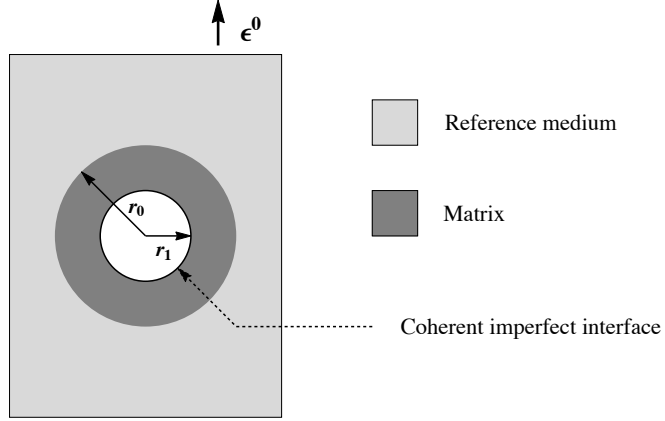 ϵ⁰
Reference medium
Matrix
r₀
r₁
Coherent imperfect interface